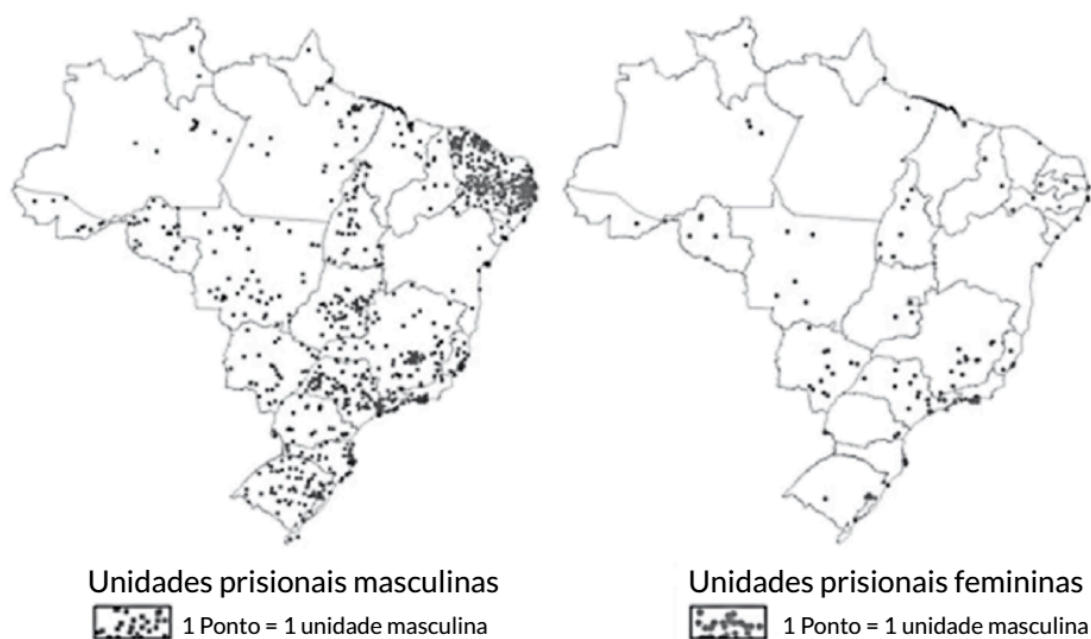 Unidades prisionais masculinas
1 Ponto = 1 unidade masculina
Unidades prisionais femininas
1 Ponto = 1 unidade masculina